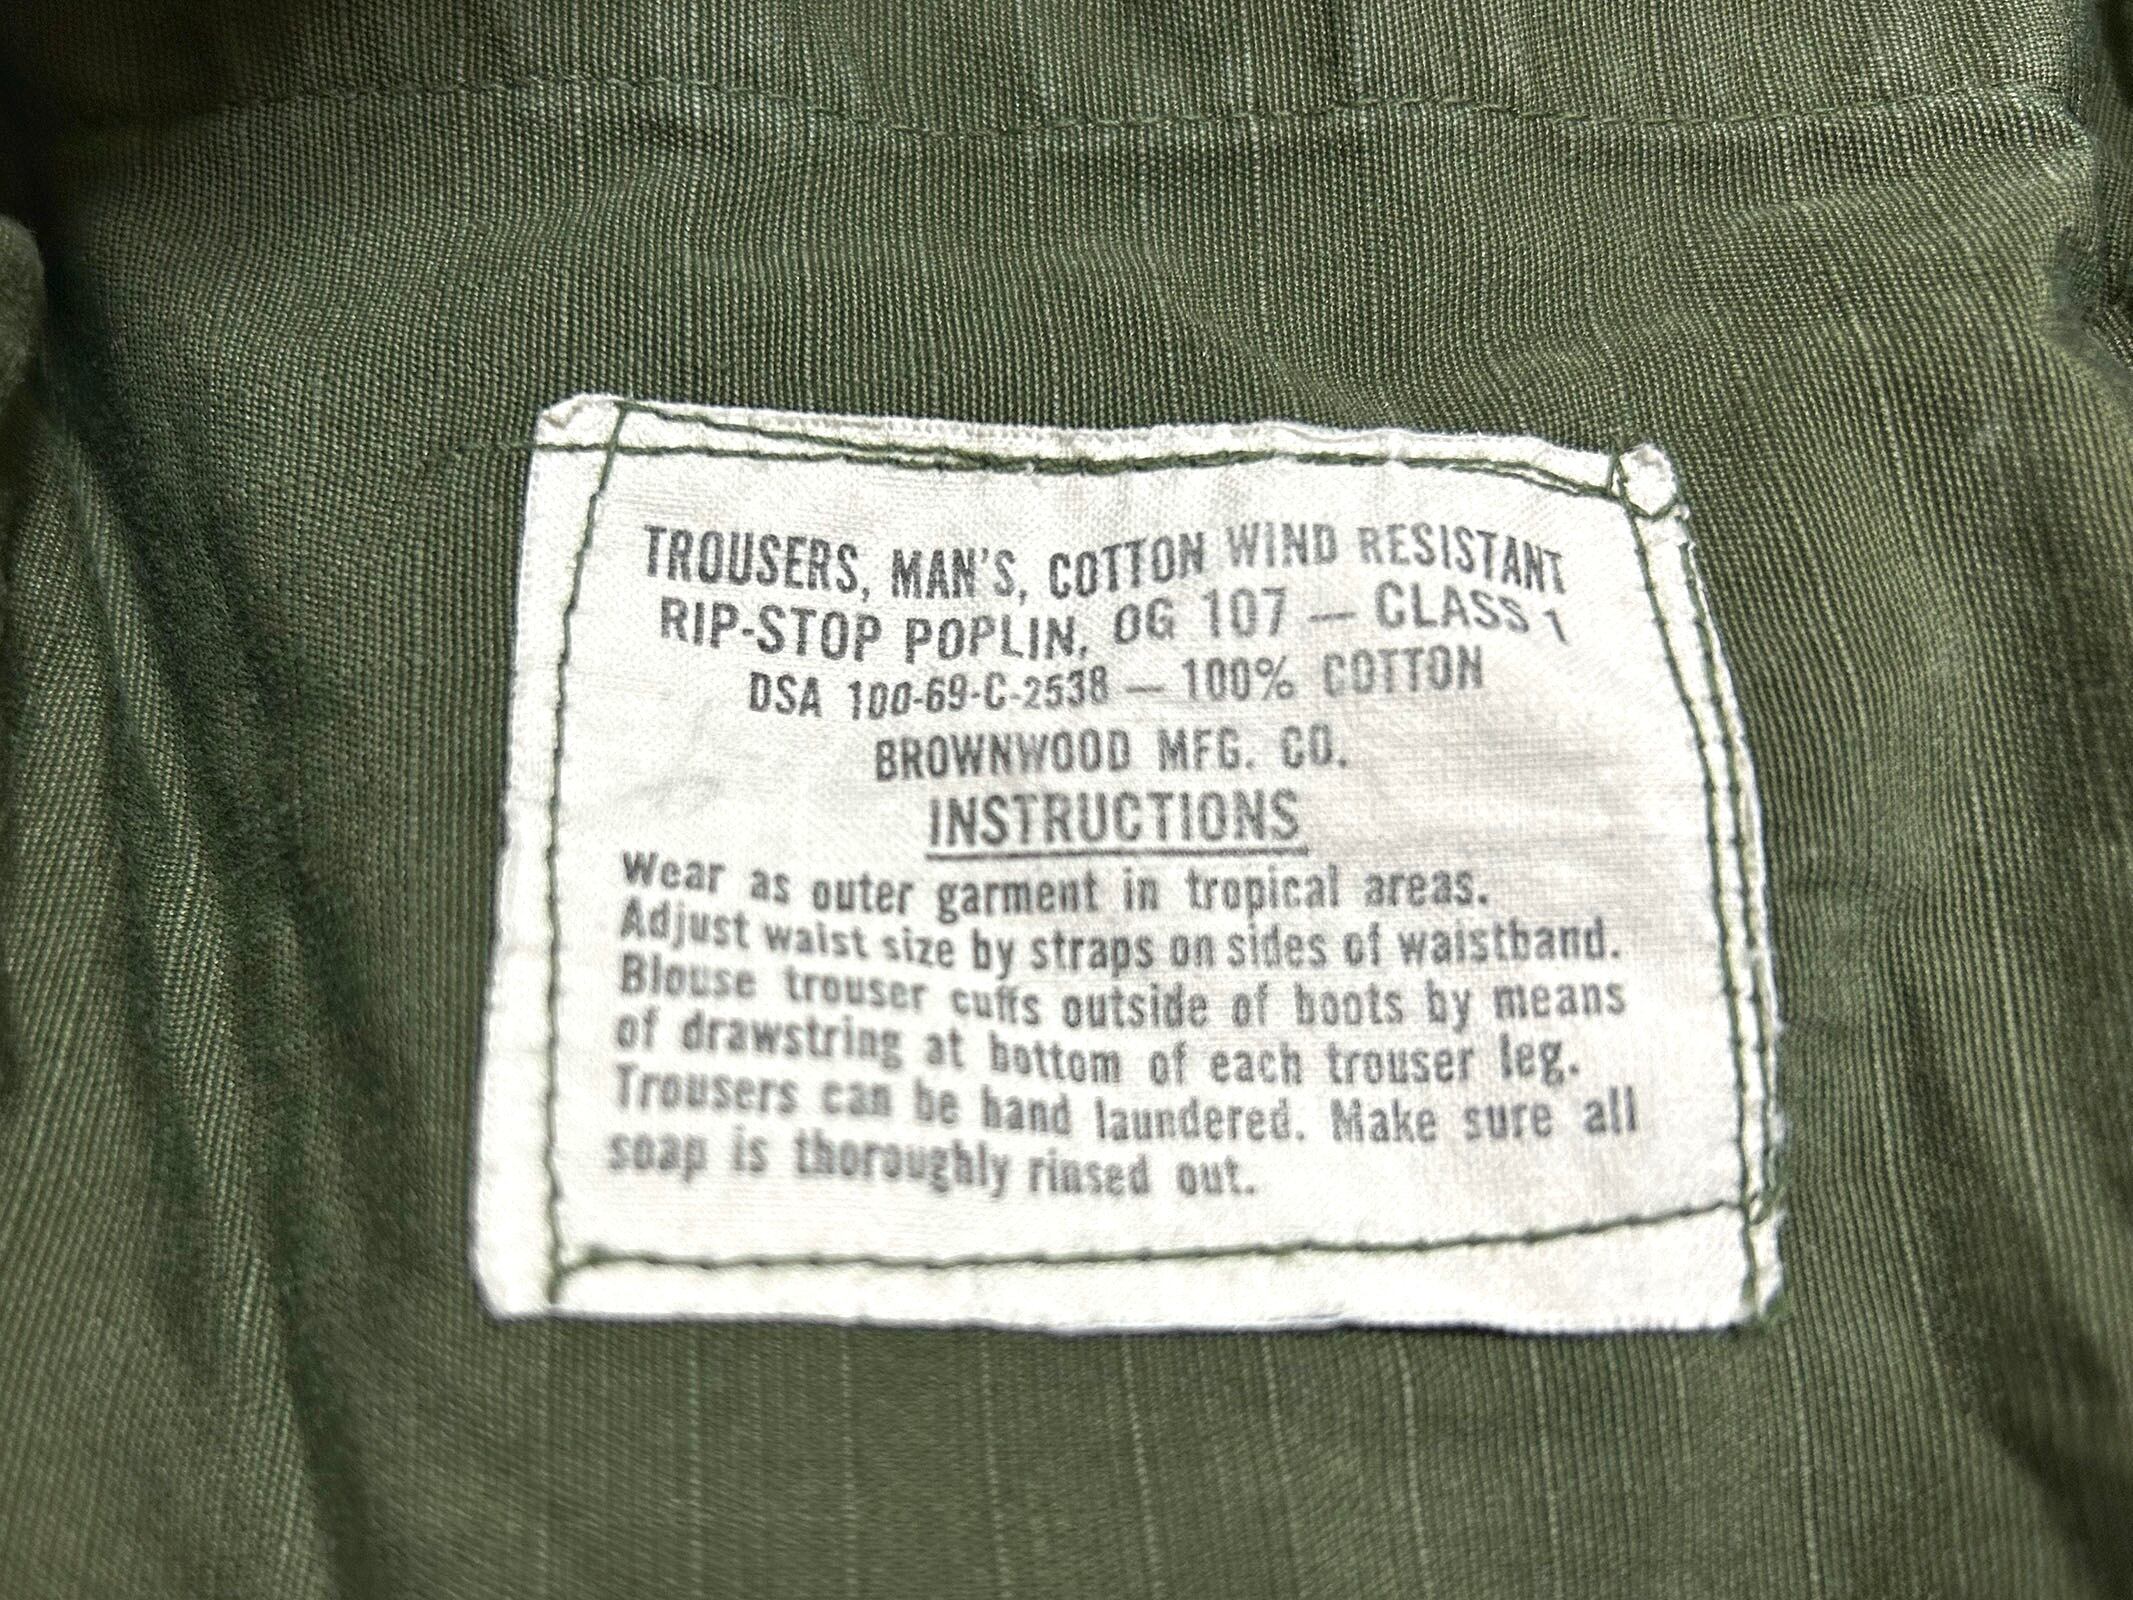 TROUSERS, MAN'S, COTTON WIND RESISTANT
RIP-STOP POPLIN, OG 107 — CLASS 1
DSA 100-69-C-2538 — 100% COTTON
BROWNWOOD MFG. CO.
INSTRUCTIONS
Wear as outer garment in tropical areas.
Adjust waist size by straps on sides of waistband.
Blouse trouser cuffs outside of boots by means
of drawstring at bottom of each trouser leg.
Trousers can be hand laundered. Make sure all
soap is thoroughly rinsed out.